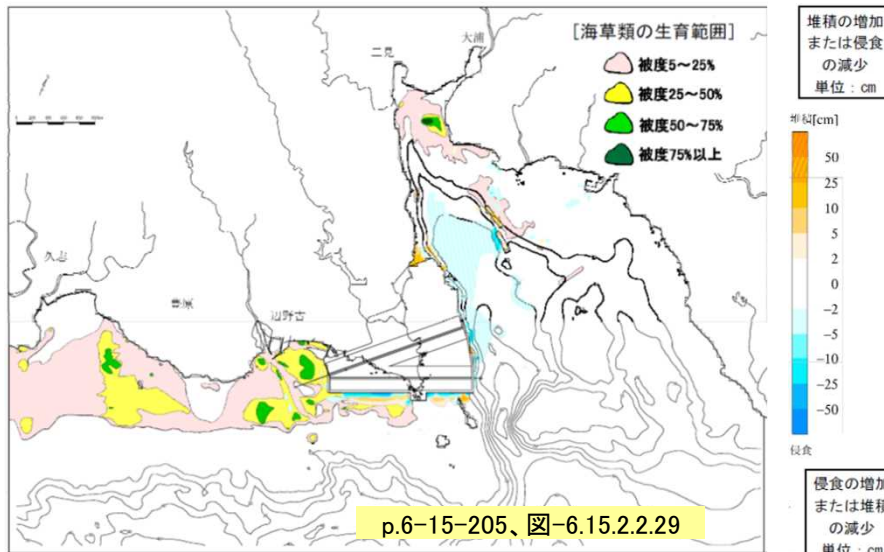 [海草類の生育範囲]
被度5～25%
被度25～50%
被度50～75%
被度75%以上
大浦
二見
久志
豊原
辺野古
堆積の増加
または侵食
の減少
単位：cm
堆積[cm]
50
25
10
5
2
0
-2
-5
-10
-25
-50
侵食
侵食の増加
または堆積
の減少
単位：cm
p.6-15-205、図-6.15.2.2.29